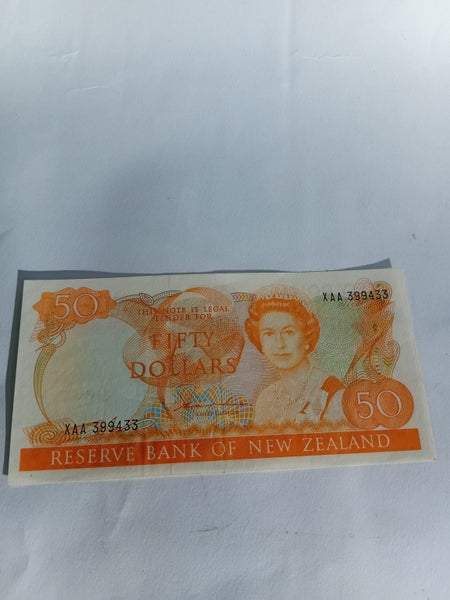 XAA 399433
50
THIS NOTE IS LEGAL
TENDER FOR
FIFTY
DOLLARS
50
XAA 399433
RESERVE BANK OF NEW ZEALAND